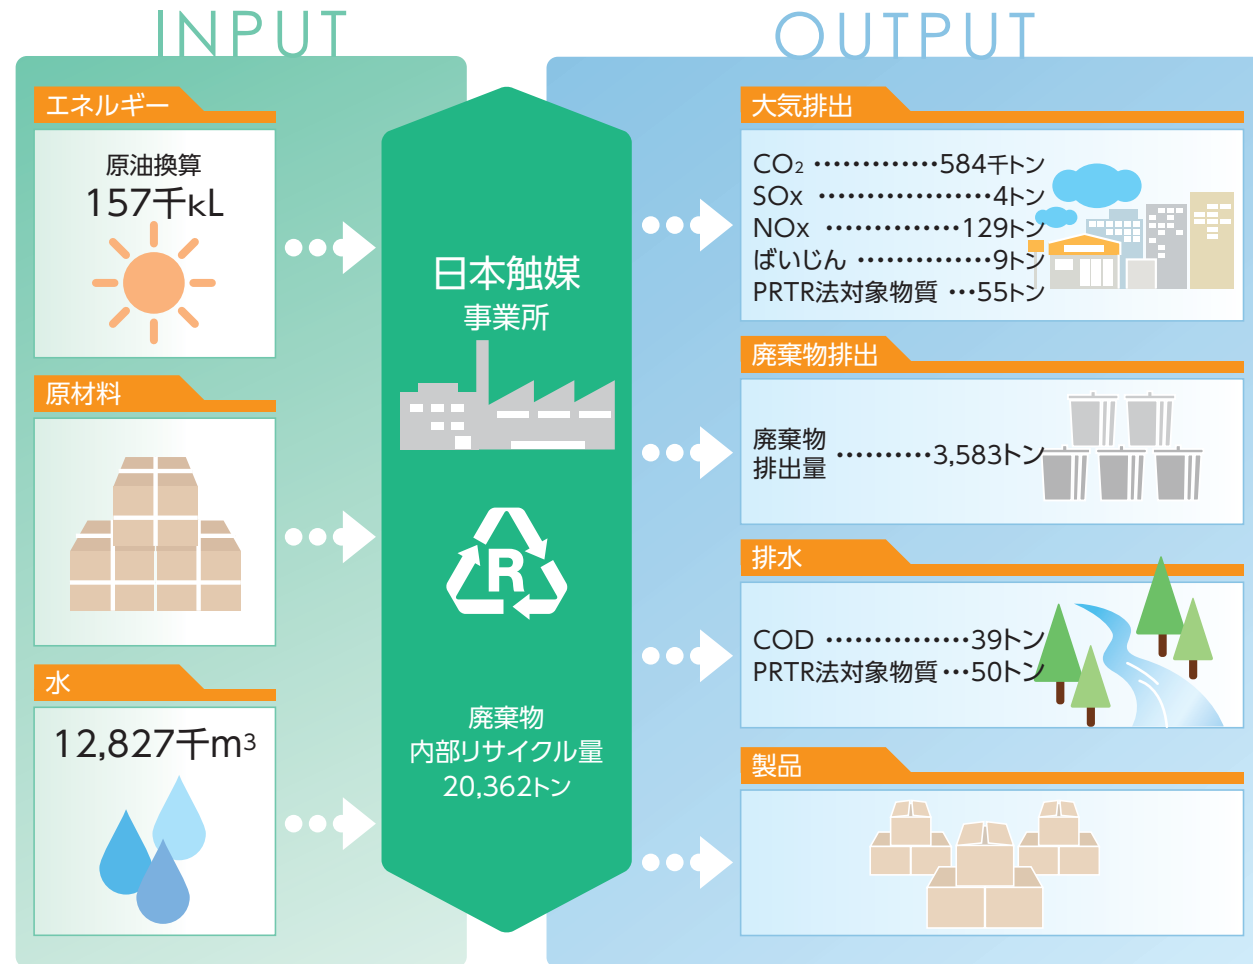 INPUT
エネルギー
原油換算
157千kL
原材料
水
12,827千m³
日本触媒
事業所
R
廃棄物
内部リサイクル量
20,362トン
OUTPUT
大気排出
CO₂ ･････････････584千トン
SOx ･････････････････4トン
NOx ･･････････････129トン
ばいじん ･･････････････9トン
PRTR法対象物質 ･･･55トン
廃棄物排出
廃棄物
排出量 ･･････････3,583トン
排水
COD ･･･････････････39トン
PRTR法対象物質･･･50トン
製品